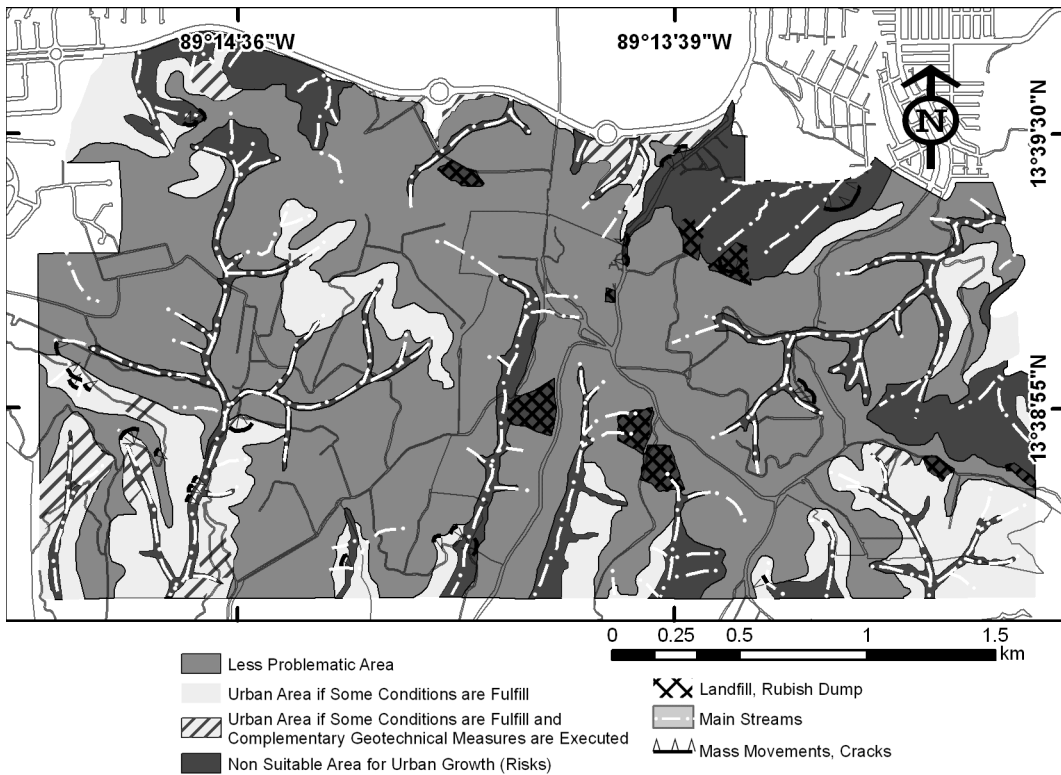 89°14'36"W
89°13'39"W
N
13°39'30"N
13°38'55"N
0 0.25 0.5 1 1.5
km
Less Problematic Area
Urban Area if Some Conditions are Fulfill
Urban Area if Some Conditions are Fulfill and
Complementary Geotechnical Measures are Executed
Non Suitable Area for Urban Growth (Risks)
Landfill, Rubish Dump
Main Streams
Mass Movements, Cracks